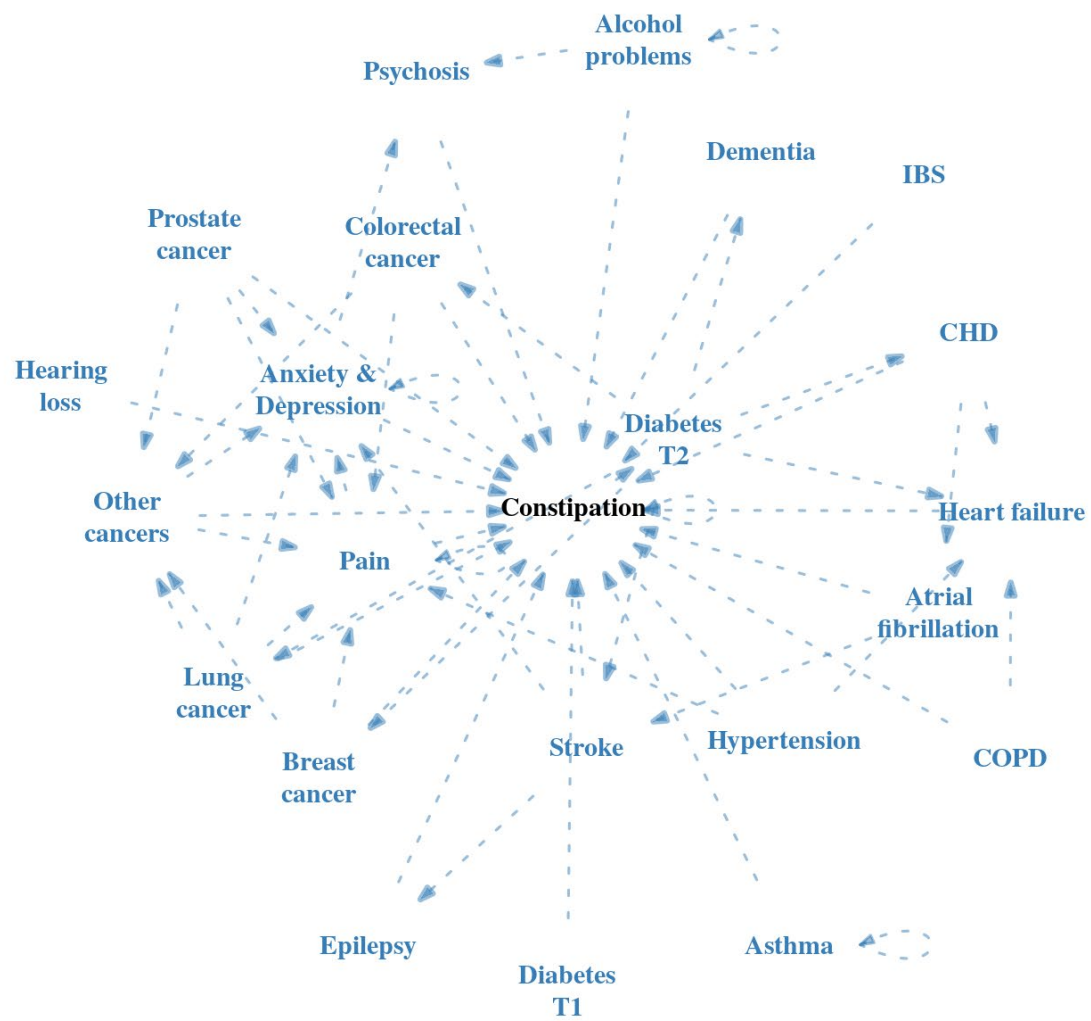 Alcohol
problems
Psychosis
Dementia
IBS
Prostate
cancer
Colorectal
cancer
CHD
Hearing
loss
Anxiety &
Depression
Diabetes
T2
Other
cancers
Constipation
Heart failure
Pain
Atrial
fibrillation
Lung
cancer
Breast
cancer
Stroke
Hypertension
COPD
Epilepsy
Diabetes
T1
Asthma